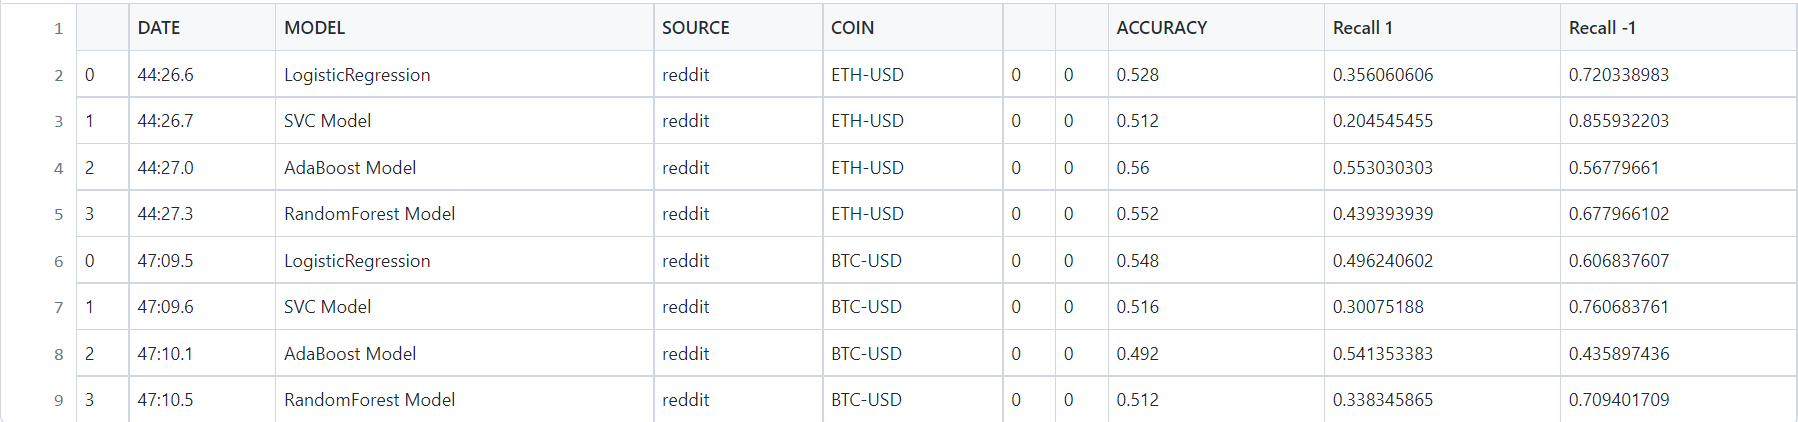 1 DATE MODEL SOURCE COIN ACCURACY Recall 1 Recall -1
2 0 44:26.6 LogisticRegression reddit ETH-USD 0 0 0.528 0.356060606 0.720338983
3 1 44:26.7 SVC Model reddit ETH-USD 0 0 0.512 0.204545455 0.855932203
4 2 44:27.0 AdaBoost Model reddit ETH-USD 0 0 0.56 0.553030303 0.56779661
5 3 44:27.3 RandomForest Model reddit ETH-USD 0 0 0.552 0.439393939 0.677966102
6 0 47:09.5 LogisticRegression reddit BTC-USD 0 0 0.548 0.496240602 0.606837607
7 1 47:09.6 SVC Model reddit BTC-USD 0 0 0.516 0.30075188 0.760683761
8 2 47:10.1 AdaBoost Model reddit BTC-USD 0 0 0.492 0.541353383 0.435897436
9 3 47:10.5 RandomForest Model reddit BTC-USD 0 0 0.512 0.338345865 0.709401709